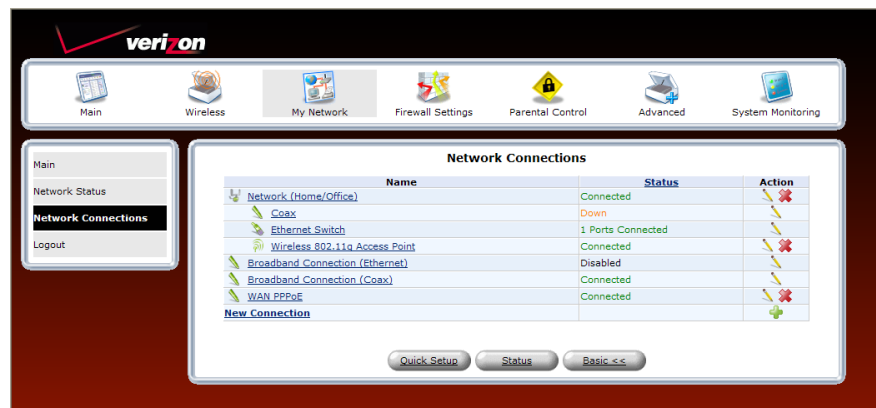 verizon
Main Wireless My Network Firewall Settings Parental Control Advanced System Monitoring
Main
Network Status
Network Connections
Logout
Network Connections
Name Status Action
Network (Home/Office) Connected
Coax Down
Ethernet Switch 1 Ports Connected
Wireless 802.11g Access Point Connected
Broadband Connection (Ethernet) Disabled
Broadband Connection (Coax) Connected
WAN PPPoE Connected
New Connection
Quick Setup Status Basic <<